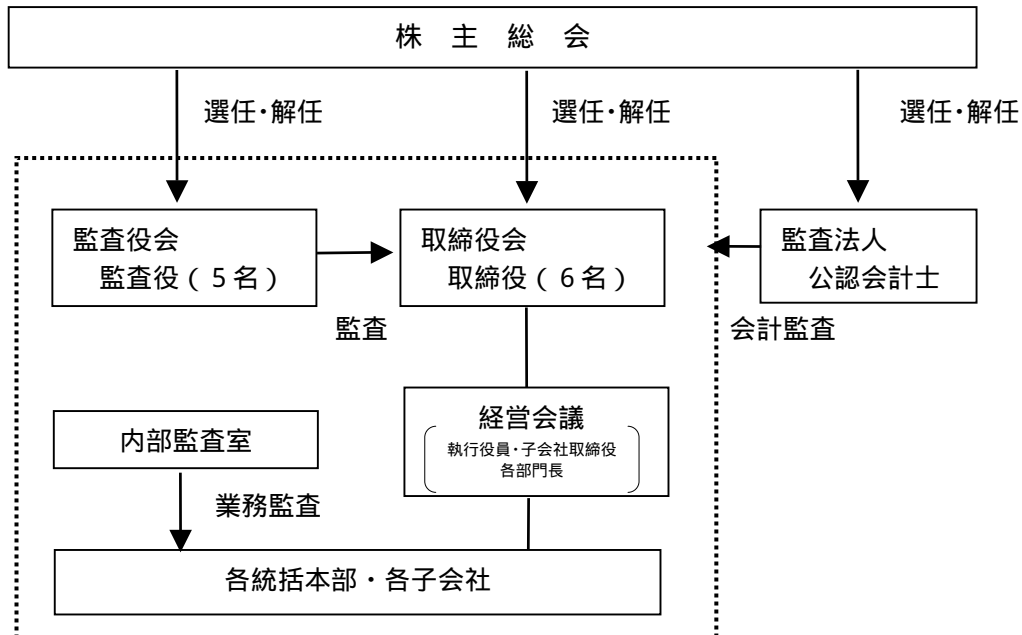 株 主 総 会
選任・解任
選任・解任
選任・解任
監査役会
監査役(5名)
取締役会
取締役(6名)
監査法人
公認会計士
監査
会計監査
経営会議
執行役員・子会社取締役
各部門長
内部監査室
業務監査
各統括本部・各子会社